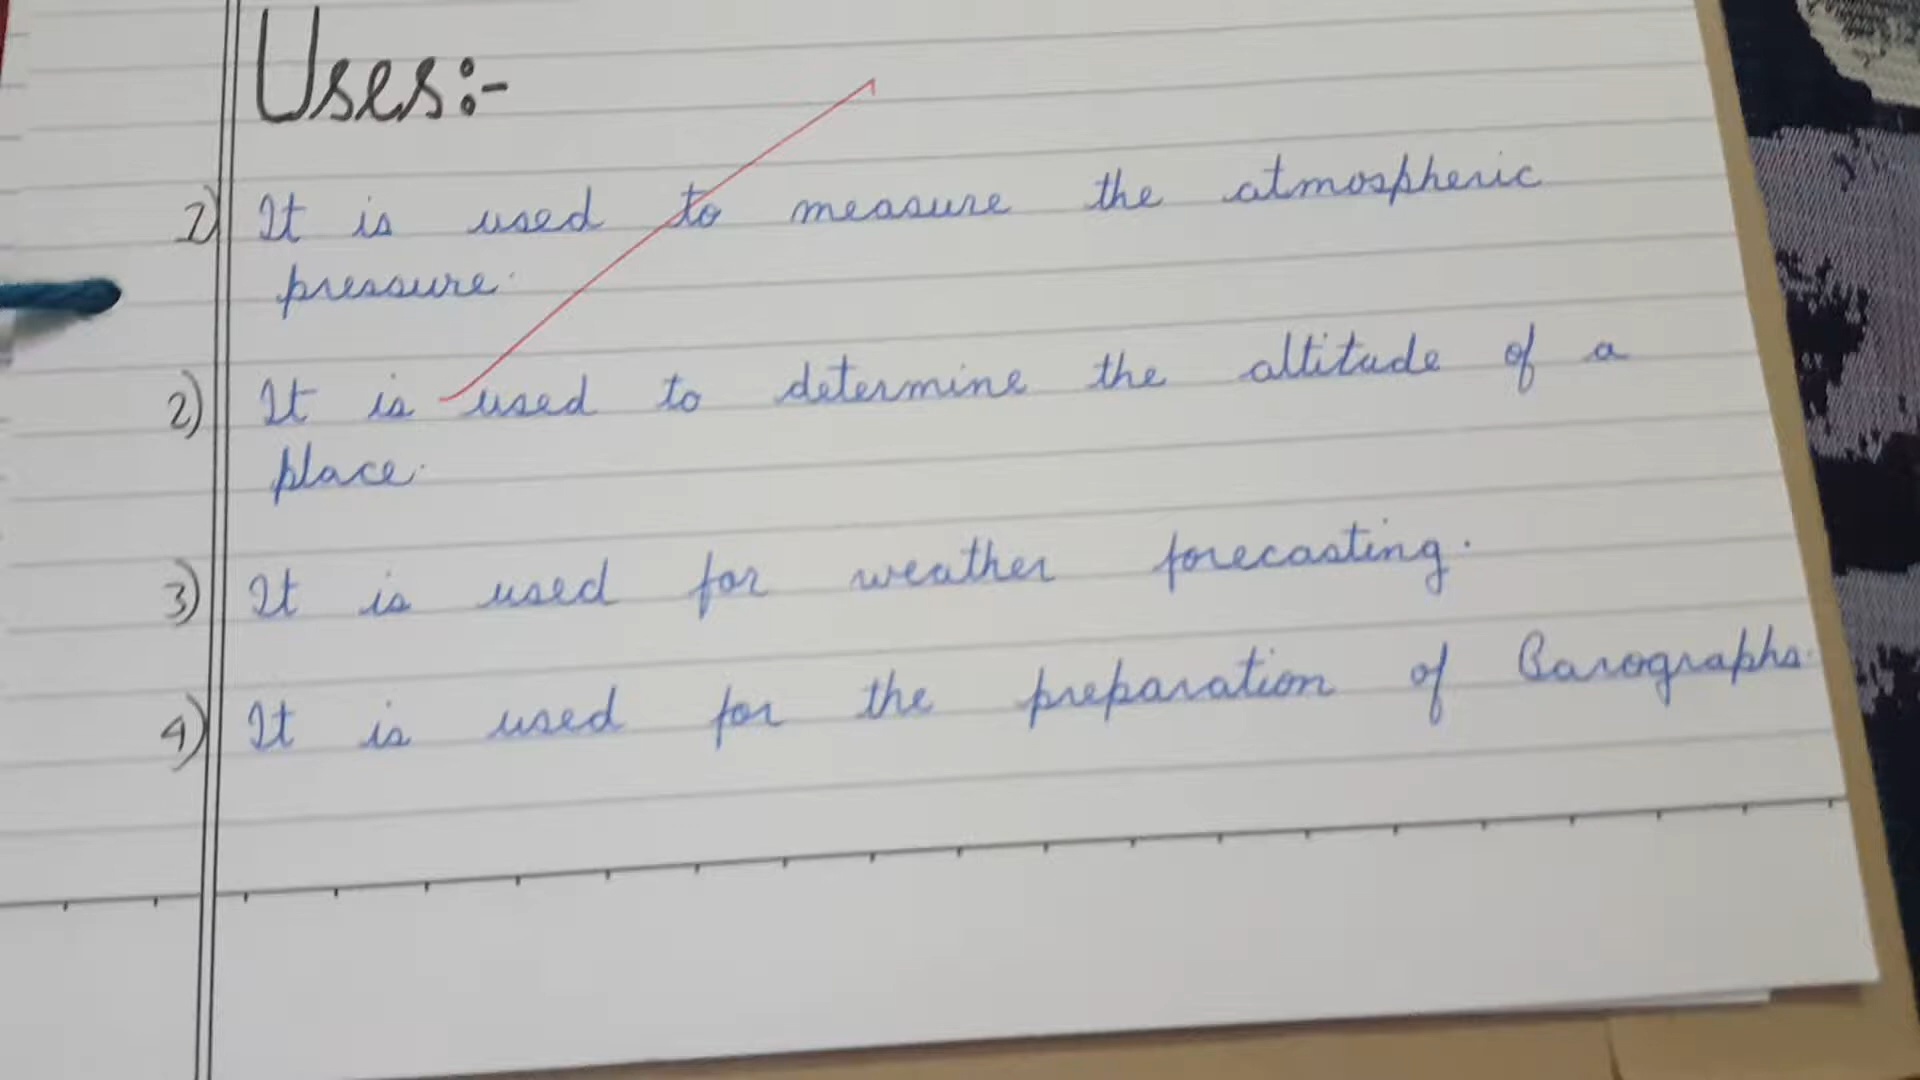 Uses:-
1) It is used to measure the atmospheric
pressure.
2) It is used to determine the altitude of a
place.
3) It is used for weather forecasting.
4) It is used for the preparation of Barographs.